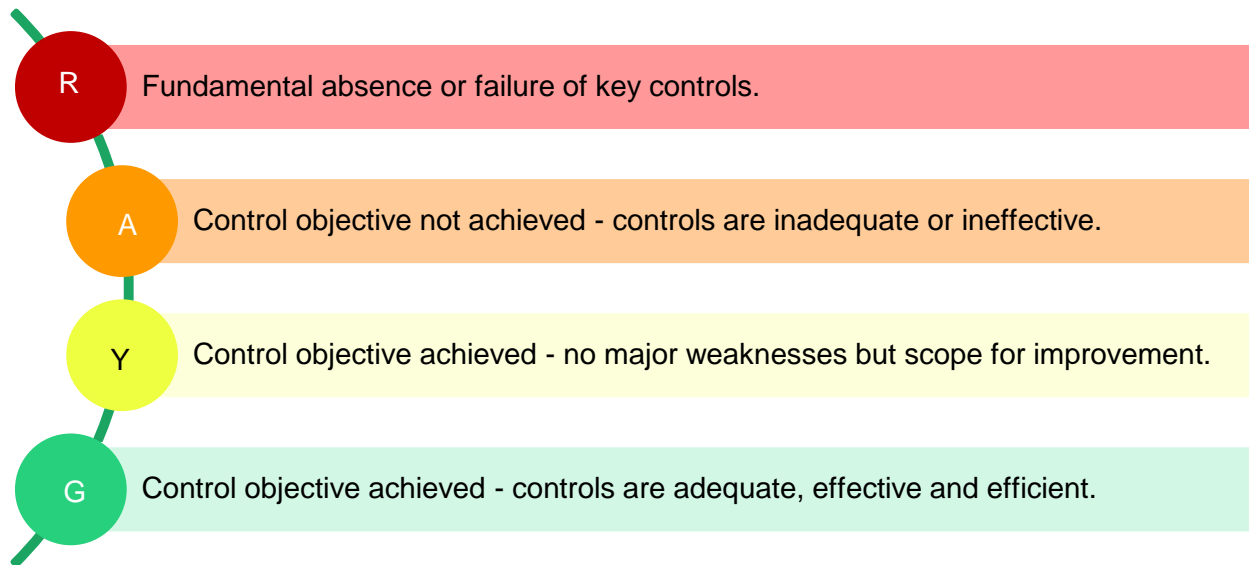 R
Fundamental absence or failure of key controls.
A
Control objective not achieved - controls are inadequate or ineffective.
Y
Control objective achieved - no major weaknesses but scope for improvement.
G
Control objective achieved - controls are adequate, effective and efficient.